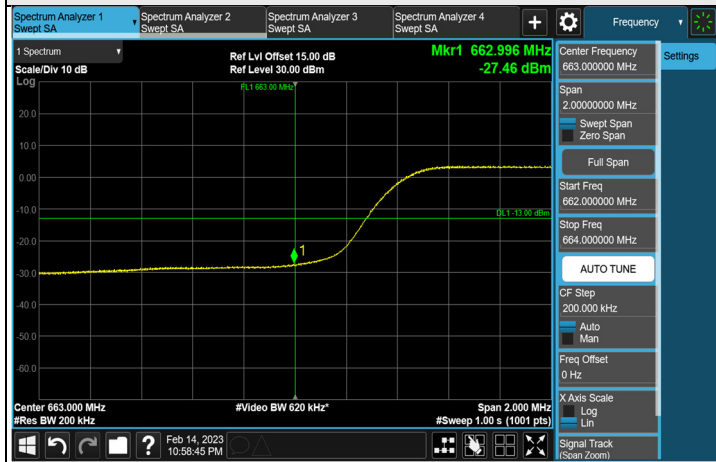 Spectrum Analyzer 1
Swept SA
Spectrum Analyzer 2
Swept SA
Spectrum Analyzer 3
Swept SA
Spectrum Analyzer 4
Swept SA
+
Frequency
1 Spectrum
Scale/Div 10 dB
Ref Lvl Offset 15.00 dB
Ref Level 30.00 dBm
Mkr1 662.996 MHz
-27.46 dBm
Log
FL1 663.00 MHz
20.0
10.0
0.00
-10.0
DL1 -13.00 dBm
-20.0
1
-30.0
-40.0
-50.0
-60.0
Center 663.000 MHz
#Res BW 200 kHz
#Video BW 620 kHz*
Span 2.000 MHz
#Sweep 1.00 s (1001 pts)
?
Feb 14, 2023
10:58:45 PM
Center Frequency
663.000000 MHz
Settings
Span
2.00000000 MHz
Swept Span
Zero Span
Full Span
Start Freq
662.000000 MHz
Stop Freq
664.000000 MHz
AUTO TUNE
CF Step
200.000 kHz
Auto
Man
Freq Offset
0 Hz
X Axis Scale
Log
Lin
Signal Track
(Span Zoom)